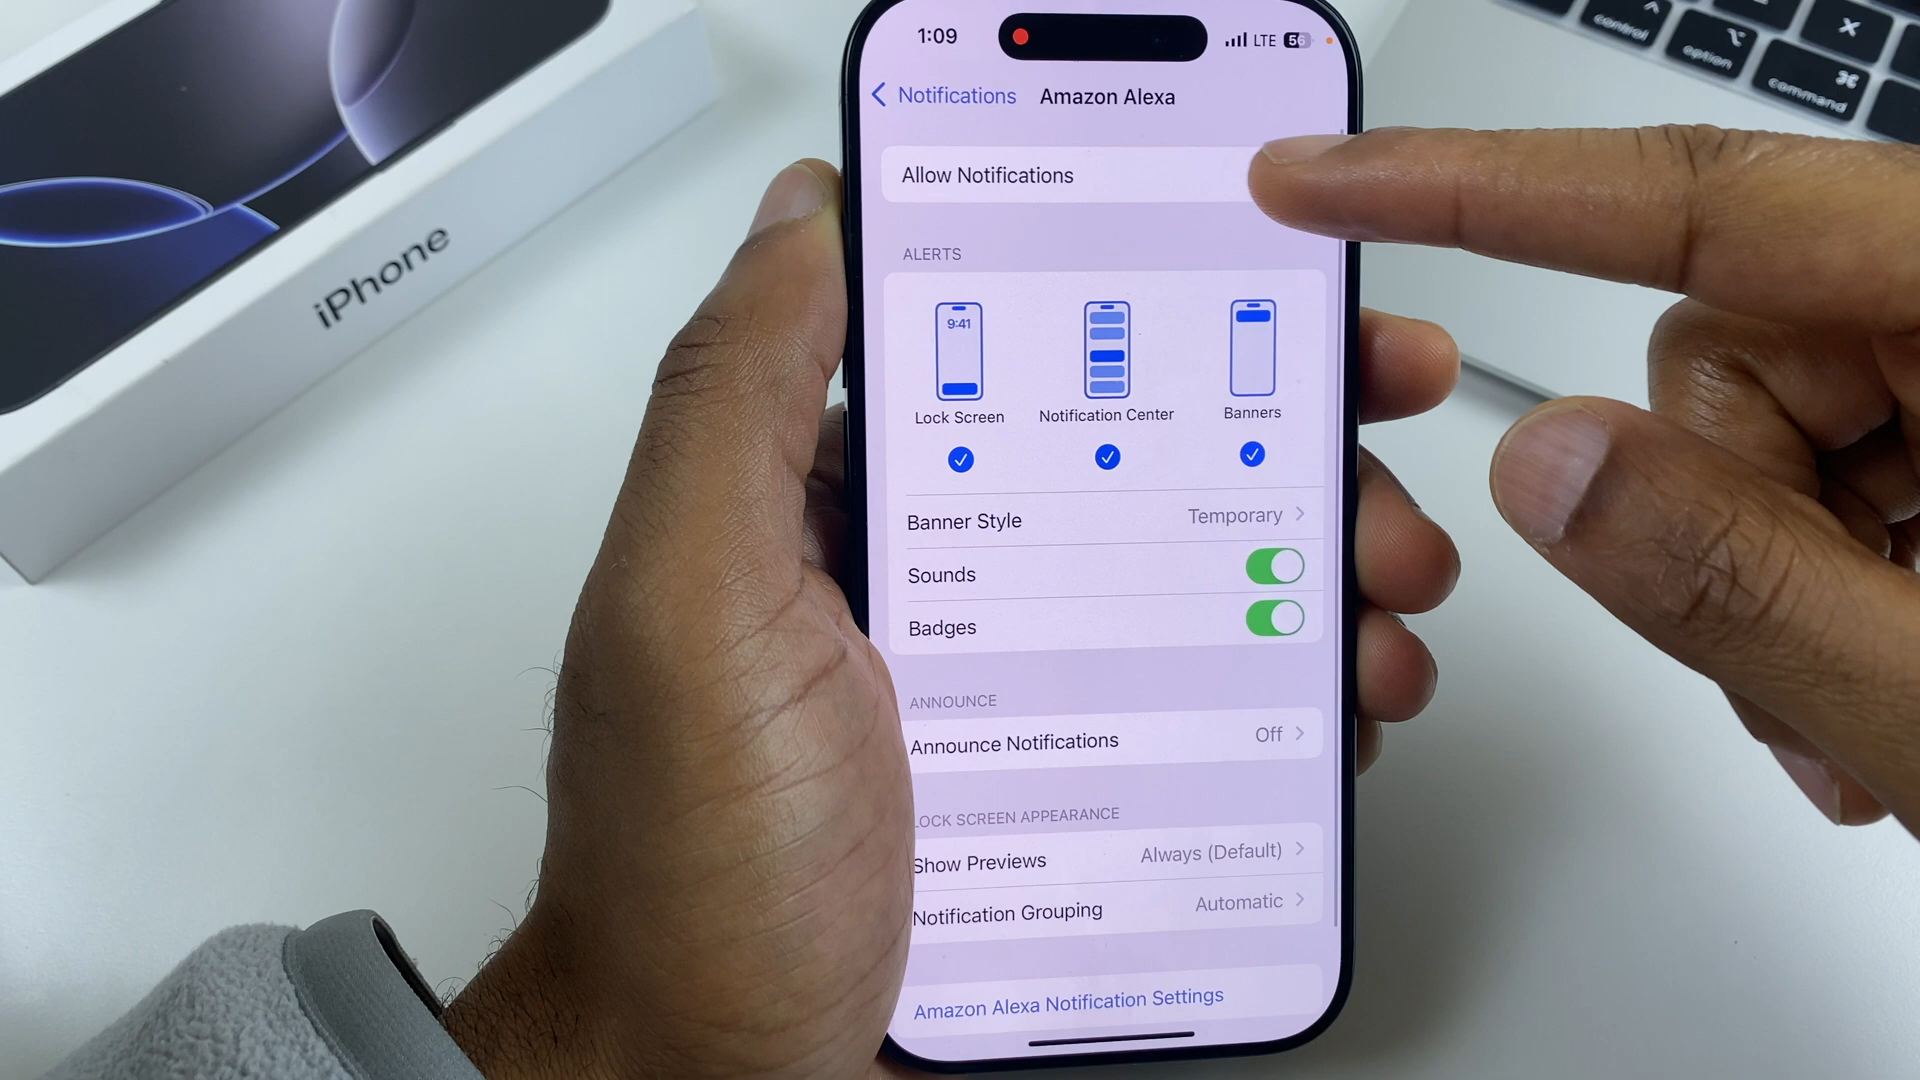 1:09 LTE 56
Notifications Amazon Alexa
Allow Notifications
ALERTS
9:41
Lock Screen Notification Center Banners
Banner Style Temporary
Sounds
Badges
ANNOUNCE
Announce Notifications Off
LOCK SCREEN APPEARANCE
Show Previews Always (Default)
Notification Grouping Automatic
Amazon Alexa Notification Settings
iPhone
control
option
command
X